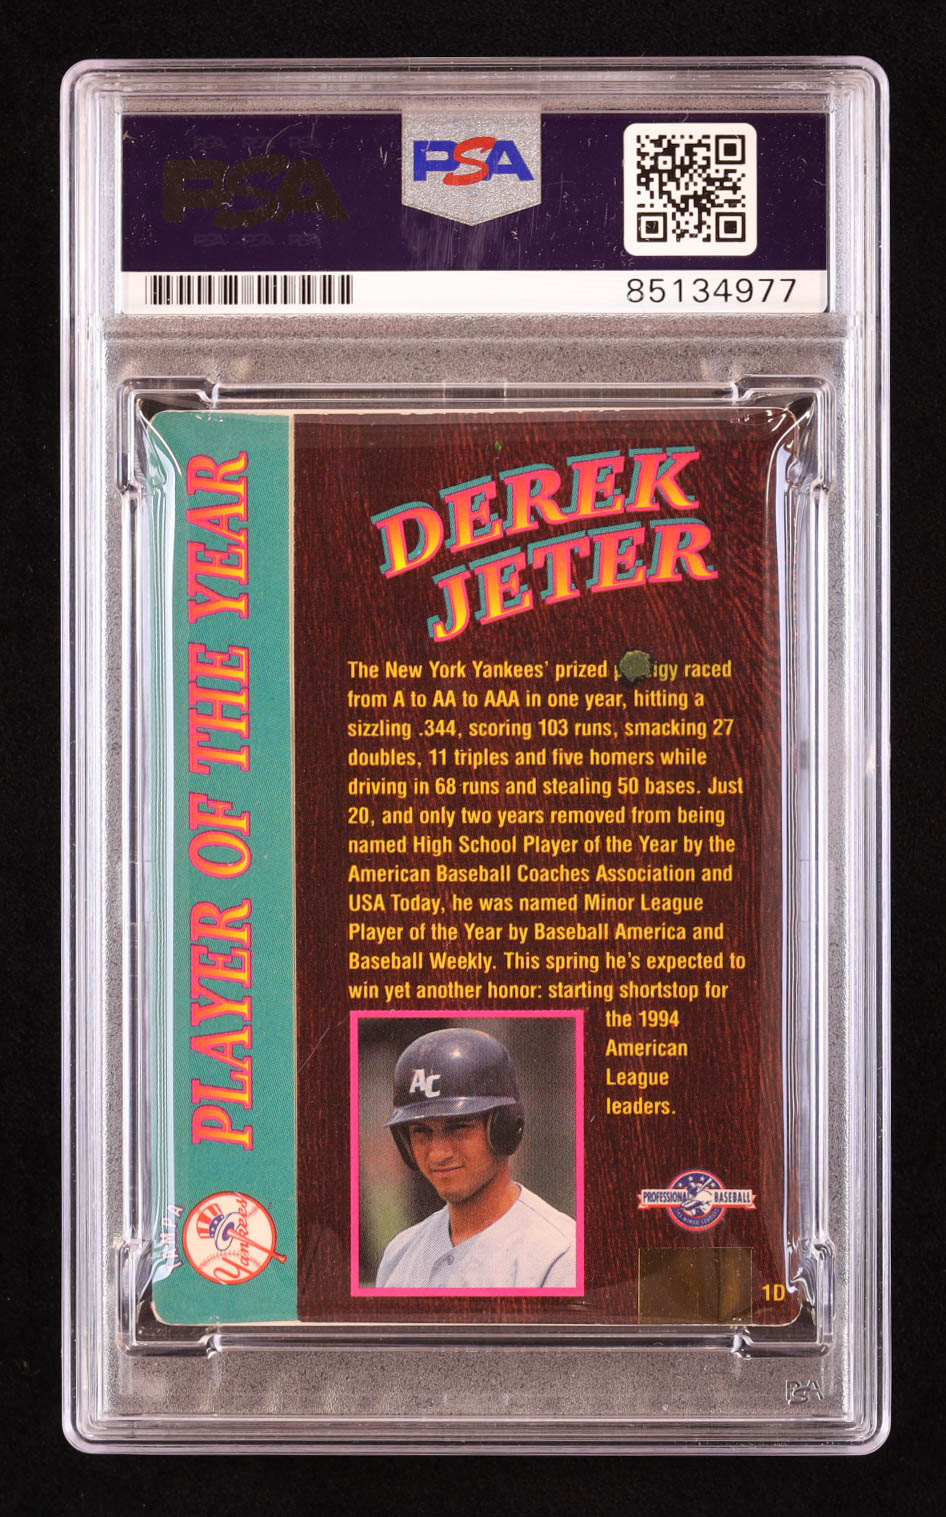 PSA
PSA
85134977
PLAYER OF THE YEAR
DEREK
JETER
The New York Yankees' prized raced
from A to AA to AAA in one year, hitting a
sizzling .344, scoring 103 runs, smacking 27
doubles, 11 triples and five homers while
driving in 68 runs and stealing 50 bases. Just
20, and only two years removed from being
named High School Player of the Year by the
American Baseball Coaches Association and
USA Today, he was named Minor League
Player of the Year by Baseball America and
Baseball Weekly. This spring he's expected to
win yet another honor: starting shortstop for
the 1994
American
League
leaders.
AC
TAMPA
Yankees
PROFESSIONAL BASEBALL
1D
PSA